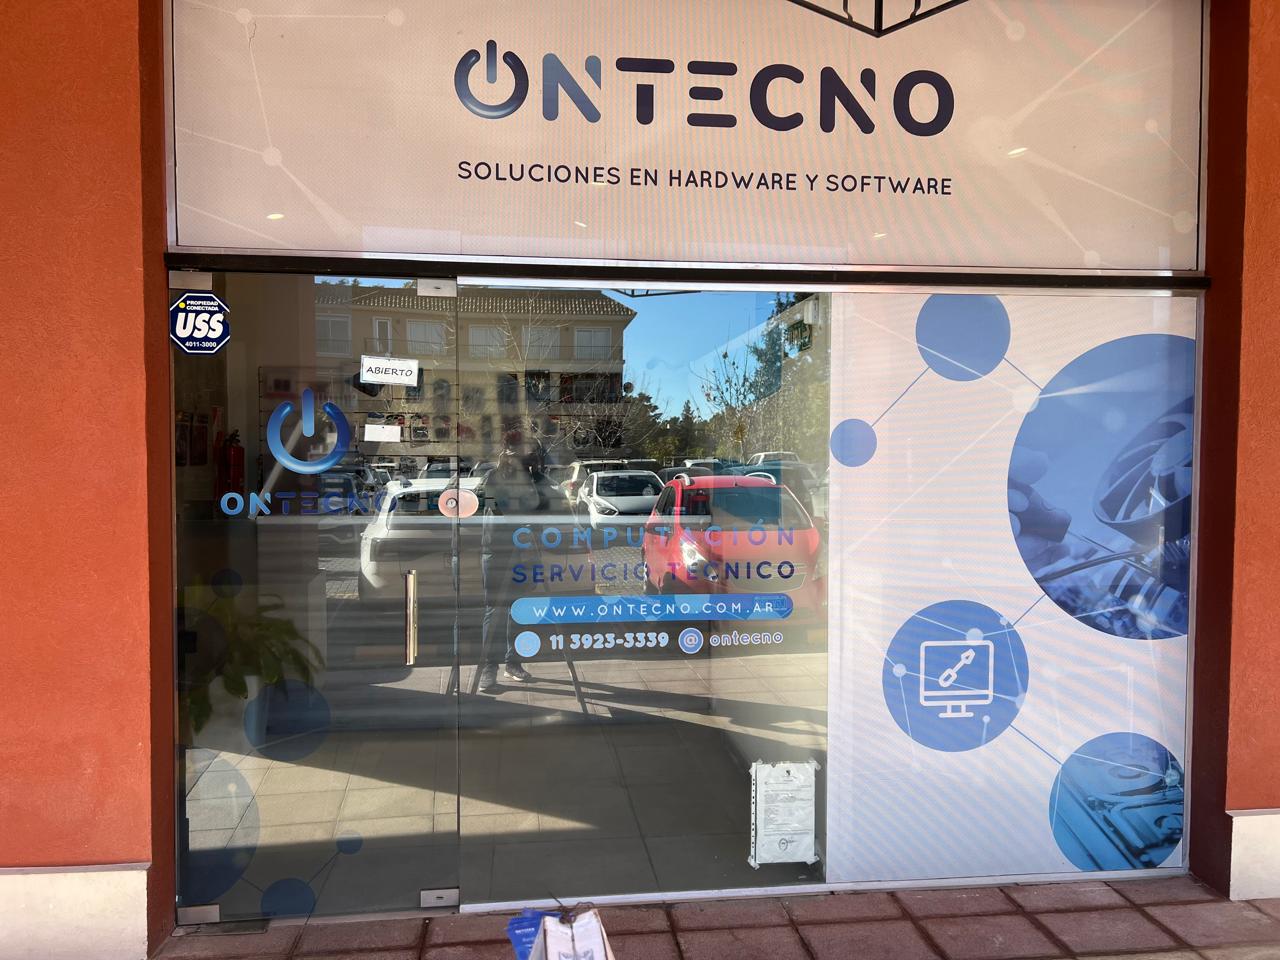 ONTECNO
SOLUCIONES EN HARDWARE Y SOFTWARE
PROPIEDAD
CONECTADA
USS
4011-3000
ABIERTO
ONTECNO
COMPUTACIÓN
SERVICIO TÉCNICO
WWW.ONTECNO.COM.AR
11 3923-3339 @ ontecno